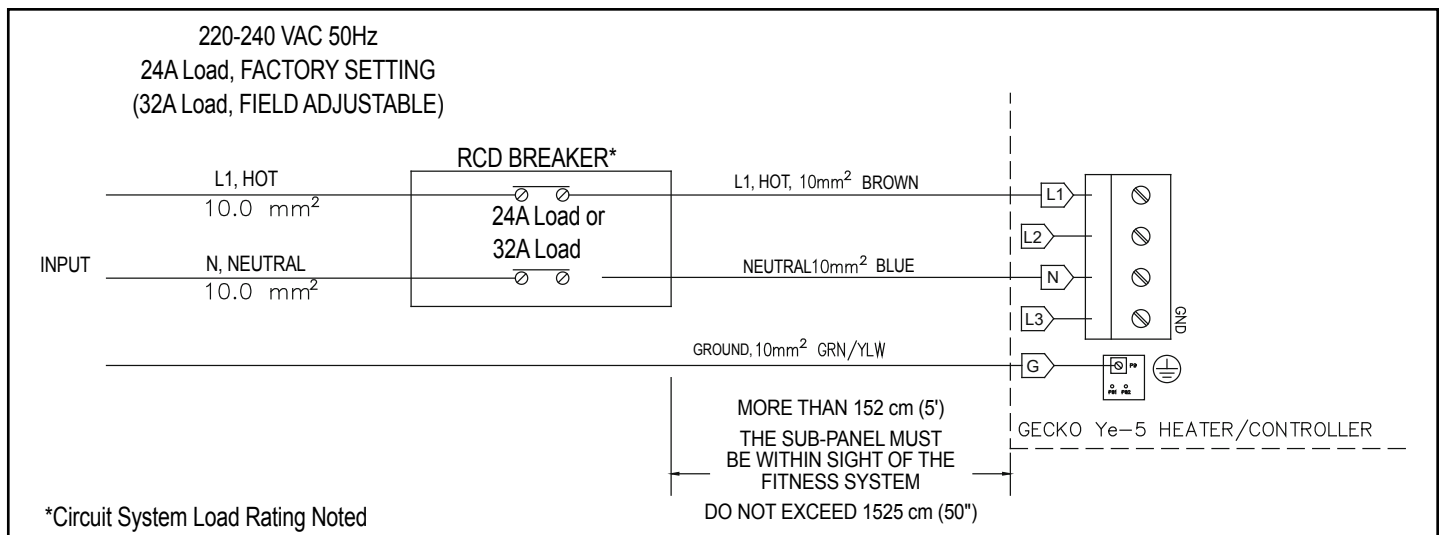 220-240 VAC 50Hz
24A Load, FACTORY SETTING
(32A Load, FIELD ADJUSTABLE)
RCD BREAKER*
L1, HOT
10.0 mm²
24A Load or
32A Load
L1, HOT, 10mm² BROWN
L1
L2
INPUT
N, NEUTRAL
10.0 mm²
NEUTRAL10mm² BLUE
N
L3
GND
GROUND, 10mm² GRN/YLW
G
P9
P81 P82
MORE THAN 152 cm (5')
THE SUB-PANEL MUST
BE WITHIN SIGHT OF THE
FITNESS SYSTEM
DO NOT EXCEED 1525 cm (50")
GECKO Ye-5 HEATER/CONTROLLER
*Circuit System Load Rating Noted